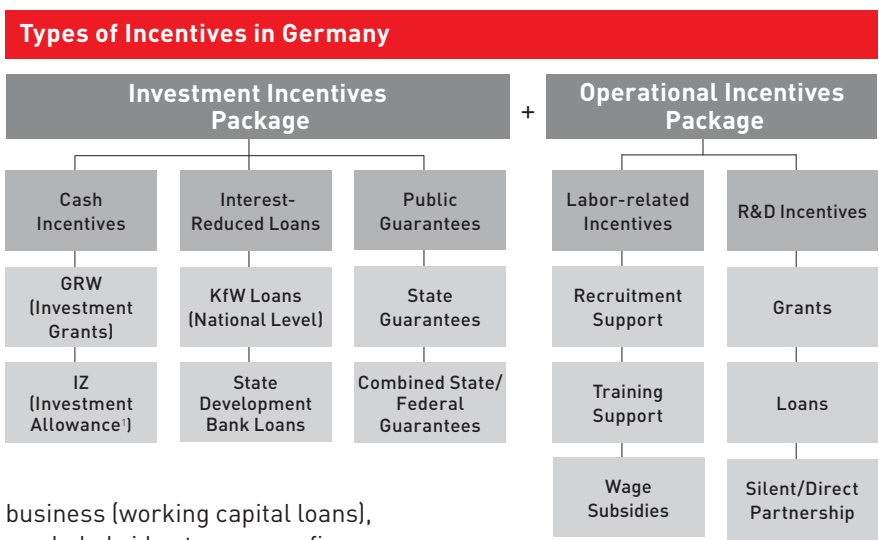 Types of Incentives in Germany
Investment Incentives
Package
+
Operational Incentives
Package
Cash
Incentives
Interest-
Reduced Loans
Public
Guarantees
Labor-related
Incentives
R&D Incentives
GRW
(Investment
Grants)
KfW Loans
(National Level)
State
Guarantees
Recruitment
Support
Grants
IZ
(Investment
Allowance¹)
State
Development
Bank Loans
Combined State/
Federal
Guarantees
Training
Support
Loans
Wage
Subsidies
Silent/Direct
Partnership
business (working capital loans),